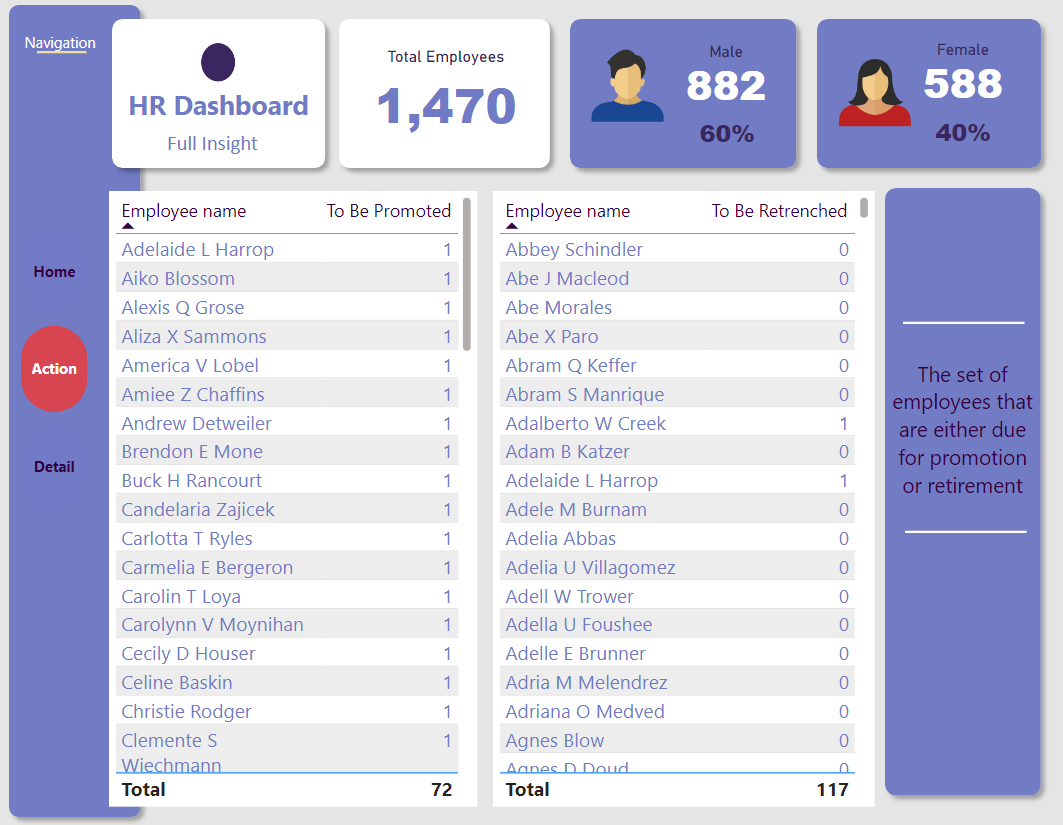 Navigation
HR Dashboard
Full Insight
Total Employees
1,470
Male
882
60%
Female
588
40%
Home
Action
Detail
Employee name To Be Promoted
Adelaide L Harrop 1
Aiko Blossom 1
Alexis Q Grose 1
Aliza X Sammons 1
America V Lobel 1
Amiee Z Chaffins 1
Andrew Detweiler 1
Brendon E Mone 1
Buck H Rancourt 1
Candelaria Zajicek 1
Carlotta T Ryles 1
Carmelia E Bergeron 1
Carolin T Loya 1
Carolynn V Moynihan 1
Cecily D Houser 1
Celine Baskin 1
Christie Rodger 1
Clemente S 1
Wiechmann
Total 72
Employee name To Be Retrenched
Abbey Schindler 0
Abe J Macleod 0
Abe Morales 0
Abe X Paro 0
Abram Q Keffer 0
Abram S Manrique 0
Adalberto W Creek 1
Adam B Katzer 0
Adelaide L Harrop 1
Adele M Burnam 0
Adelia Abbas 0
Adelia U Villagomez 0
Adell W Trower 0
Adella U Foushee 0
Adelle E Brunner 0
Adria M Melendrez 0
Adriana O Medved 0
Agnes Blow 0
Agnes D Doud 0
Total 117
The set of
employees that
are either due
for promotion
or retirement